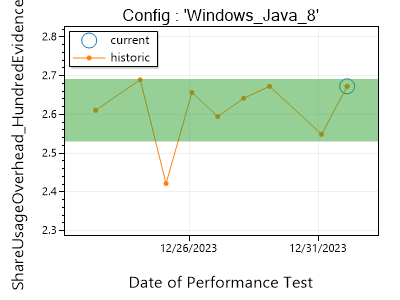 Config : 'Windows_Java_8'
ShareUsageOverhead_HundredEvidence
current
historic
2.8
2.7
2.6
2.5
2.4
2.3
12/26/2023
12/31/2023
Date of Performance Test